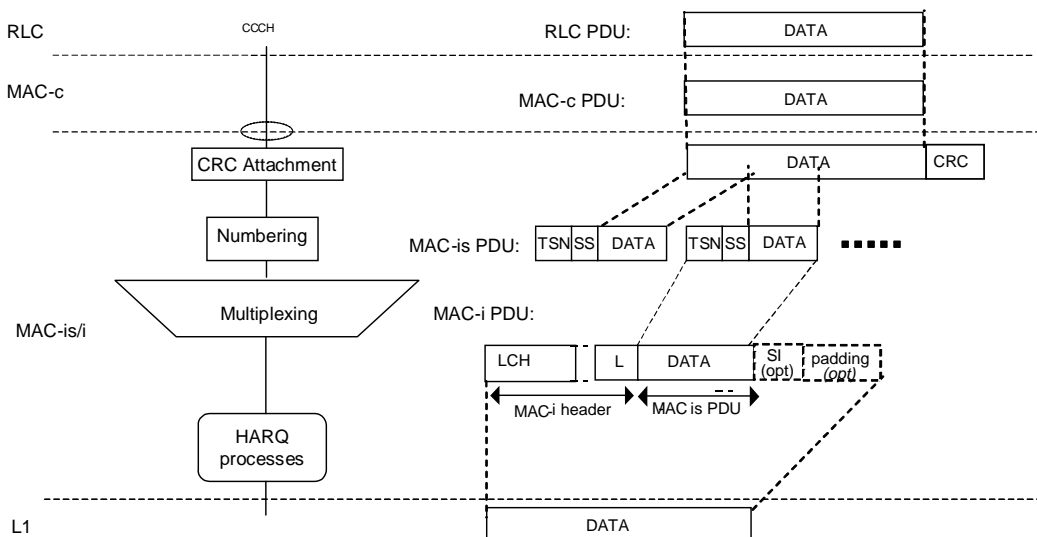 RLC
CCCH
RLC PDU:
DATA
MAC-c
MAC-c PDU:
DATA
CRC Attachment
DATA
CRC
Numbering
MAC-is PDU:
TSN SS DATA
TSN SS DATA
MAC-is/i
Multiplexing
MAC-i PDU:
LCH
L
DATA
SI
(opt)
padding
(opt)
MAC-i header
MAC is PDU
HARQ
processes
L1
DATA